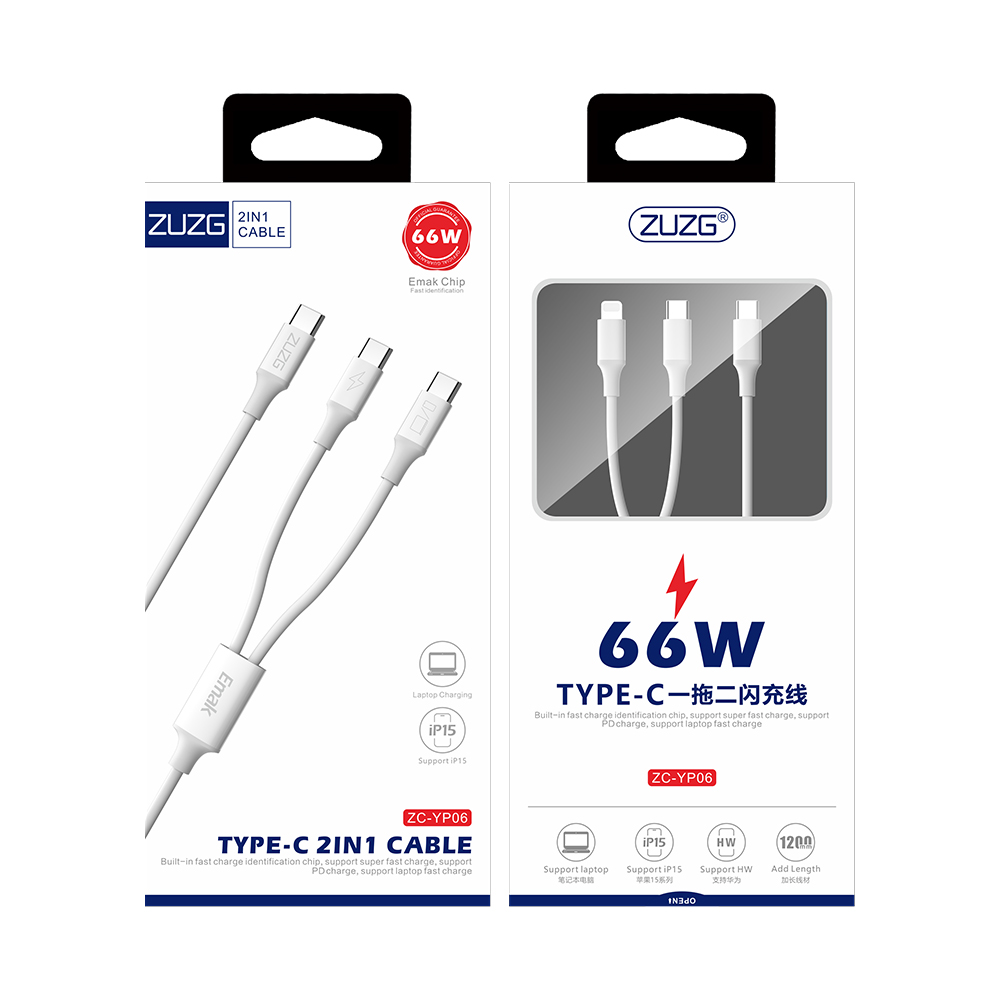 ZUZG
2IN1
CABLE
OFFICIAL GUARANTEE
66W
OFFICIAL GUARANTEE
Emak Chip
Fast identification
ZUZG
Emak
Laptop Charging
iP15
Support iP15
ZC-YP06
TYPE-C 2IN1 CABLE
Built-in fast charge identification chip, support super fast charge, support
PD charge, support laptop fast charge
ZUZG®
66W
TYPE-C一拖二闪充线
Built-in fast charge identification chip, support super fast charge, support
PD charge, support laptop fast charge
ZC-YP06
iP15
HW
1200mm
Support laptop
Support iP15
Support HW
Add Length
笔记本电脑
苹果15系列
支持华为
加长线材
OPEN